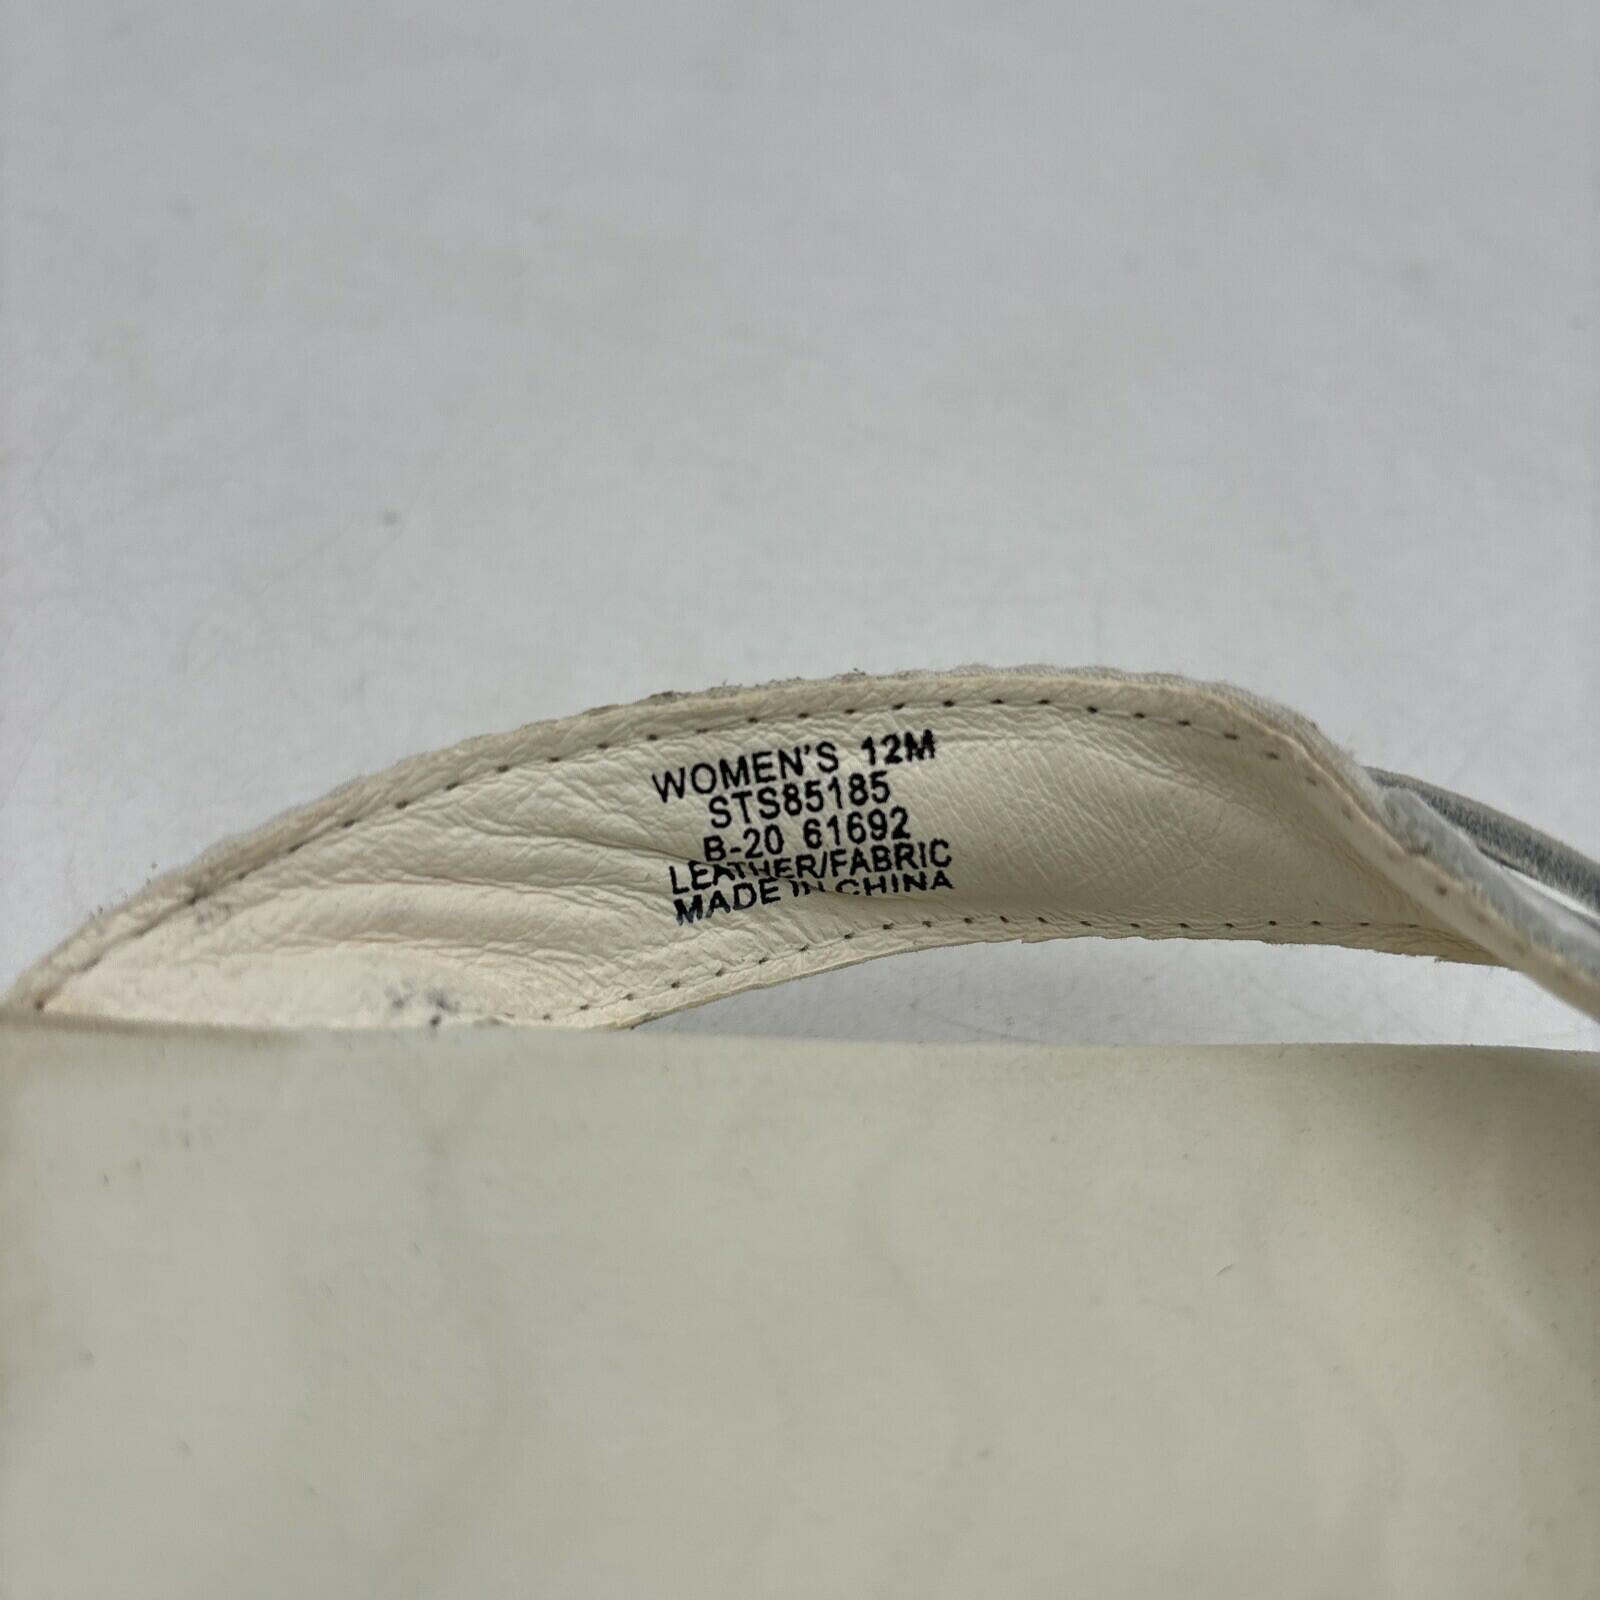 WOMEN'S 12M
STS85185
B-20 61692
LEATHER/FABRIC
MADE IN CHINA